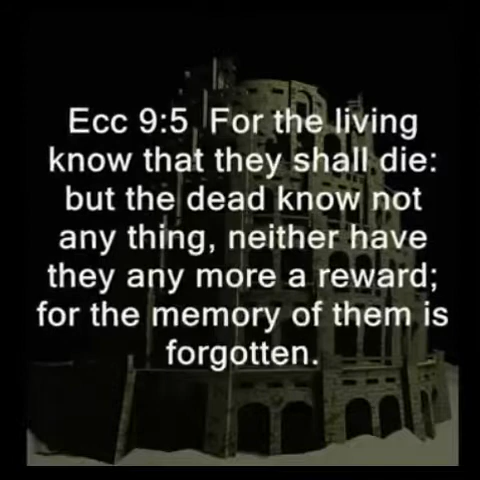 Ecc 9:5  For the living
know that they shall die:
but the dead know not
any thing, neither have
they any more a reward;
for the memory of them is
forgotten.